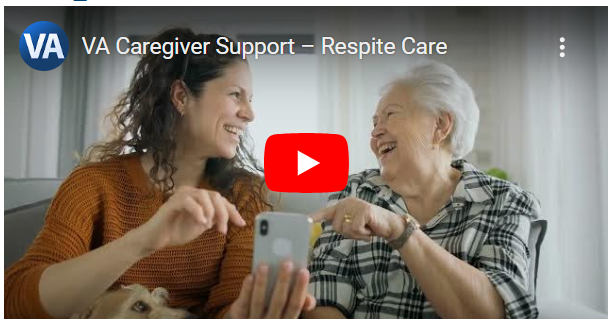 VA
VA Caregiver Support – Respite Care